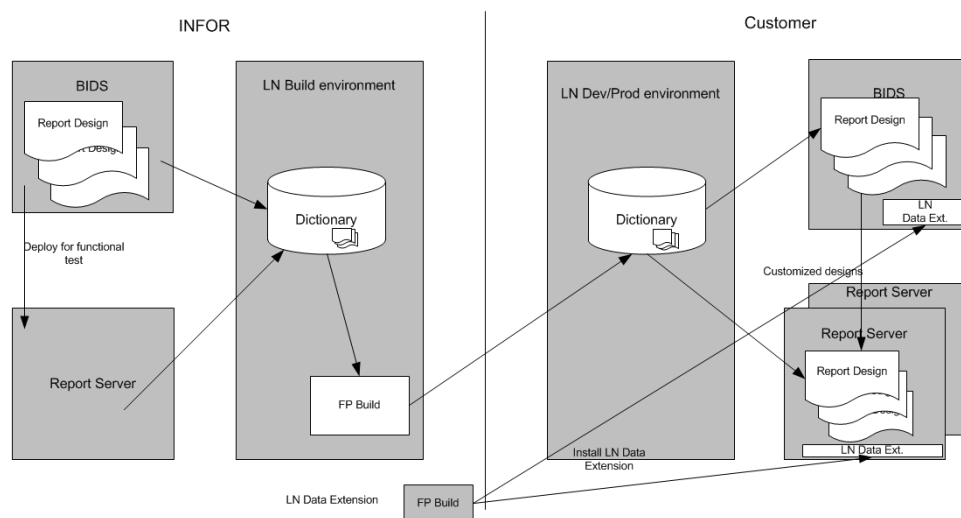 INFOR
Customer
BIDS
Report Design
t Design
Deploy for functional
test
Report Server
LN Build environment
Dictionary
FP Build
LN Data Extension
FP Build
LN Dev/Prod environment
Dictionary
Install LN Data
Extension
BIDS
Report Design
LN
Data Ext.
Customized designs
Report Server
Report Server
Report Design
LN Data Ext.